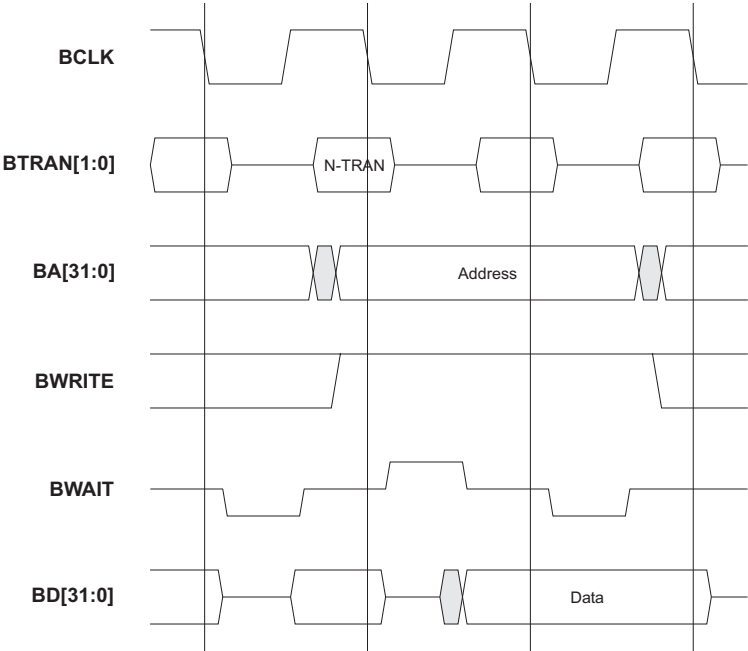 BCLK
BTRAN[1:0]
N-TRAN
BA[31:0]
Address
BWRITE
BWAIT
BD[31:0]
Data